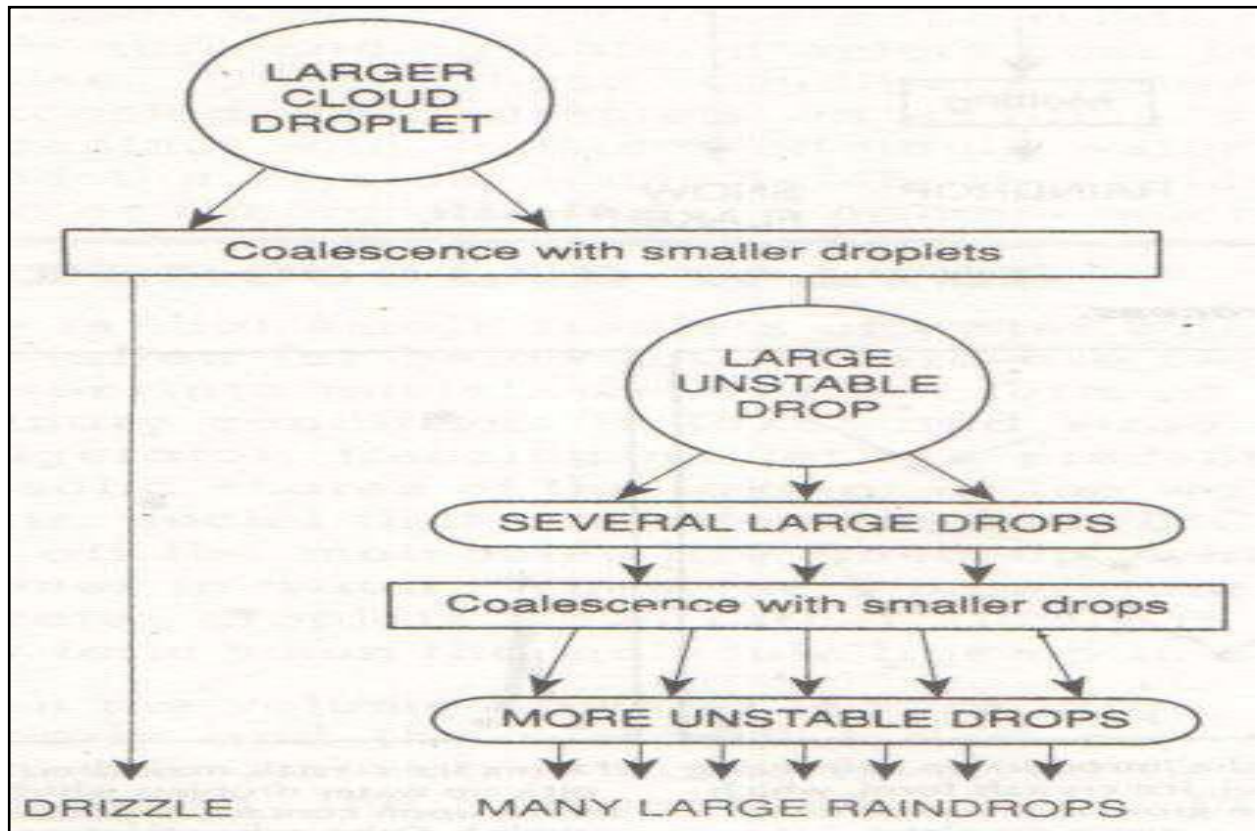 LARGER
CLOUD
DROPLET
Coalescence with smaller droplets
LARGE
UNSTABLE
DROP
SEVERAL LARGE DROPS
Coalescence with smaller drops
MORE UNSTABLE DROPS
DRIZZLE
MANY LARGE RAINDROPS